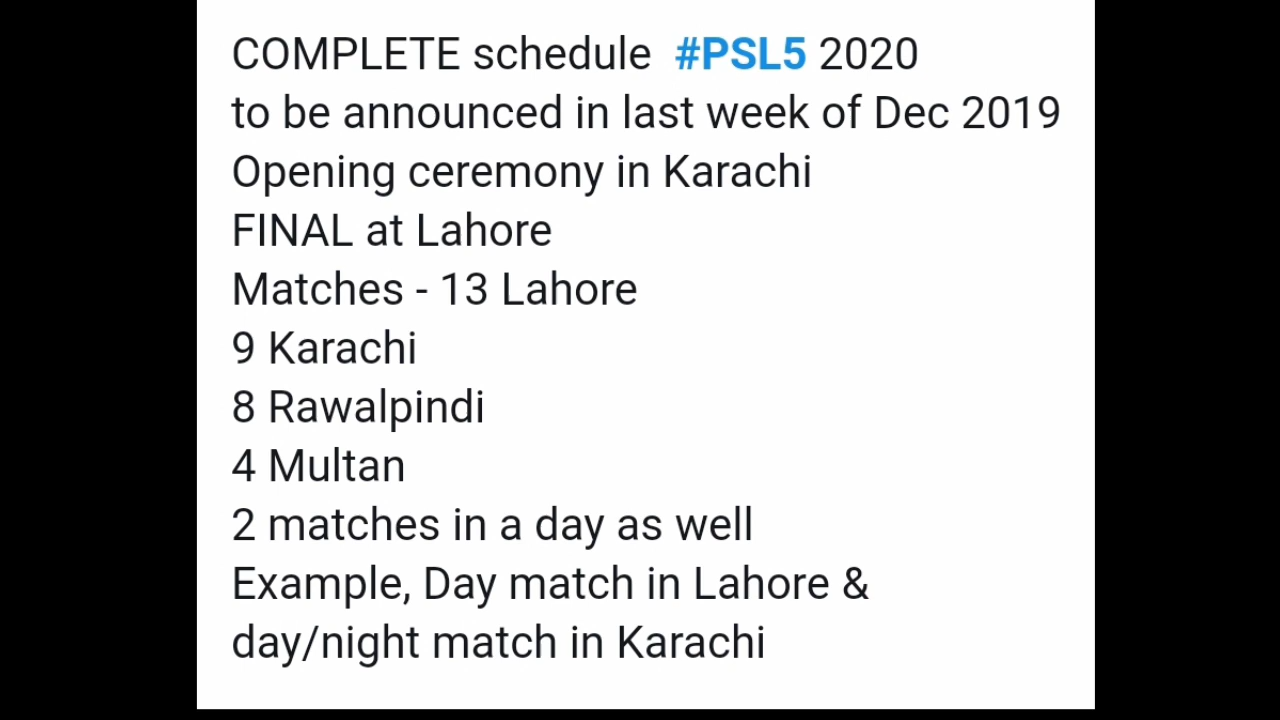 COMPLETE schedule #PSL5 2020
to be announced in last week of Dec 2019
Opening ceremony in Karachi
FINAL at Lahore
Matches - 13 Lahore
9 Karachi
8 Rawalpindi
4 Multan
2 matches in a day as well
Example, Day match in Lahore &
day/night match in Karachi